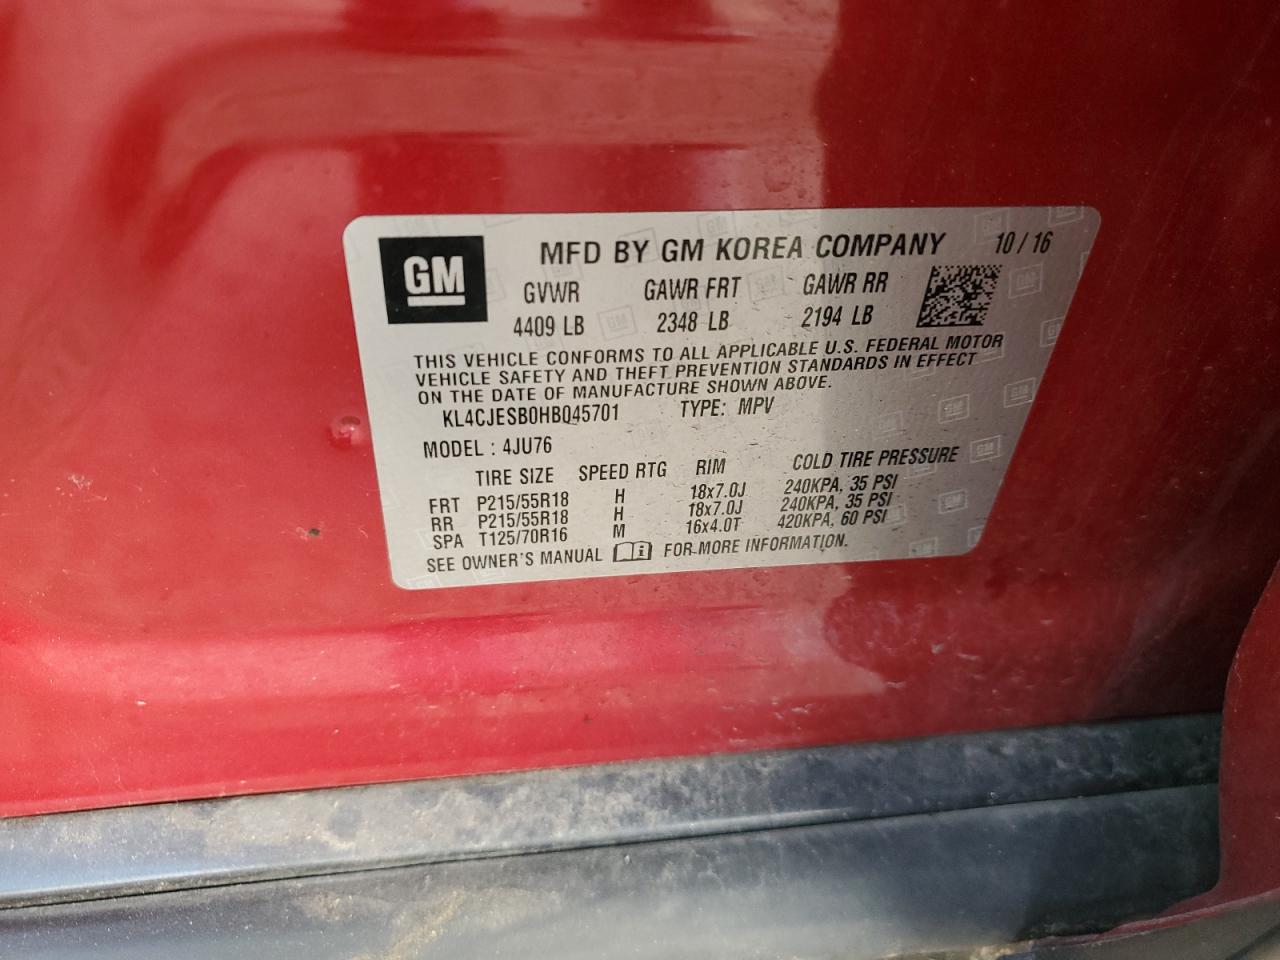 GM
MFD BY GM KOREA COMPANY 10 / 16
GVWR GAWR FRT GAWR RR
4409 LB 2348 LB 2194 LB
THIS VEHICLE CONFORMS TO ALL APPLICABLE U.S. FEDERAL MOTOR
VEHICLE SAFETY AND THEFT PREVENTION STANDARDS IN EFFECT
ON THE DATE OF MANUFACTURE SHOWN ABOVE.
KL4CJESB0HB045701 TYPE: MPV
MODEL : 4JU76
TIRE SIZE SPEED RTG RIM COLD TIRE PRESSURE
FRT P215/55R18 H 18x7.0J 240KPA, 35 PSI
RR P215/55R18 H 18x7.0J 240KPA, 35 PSI
SPA T125/70R16 M 16x4.0T 420KPA, 60 PSI
SEE OWNER'S MANUAL FOR MORE INFORMATION.